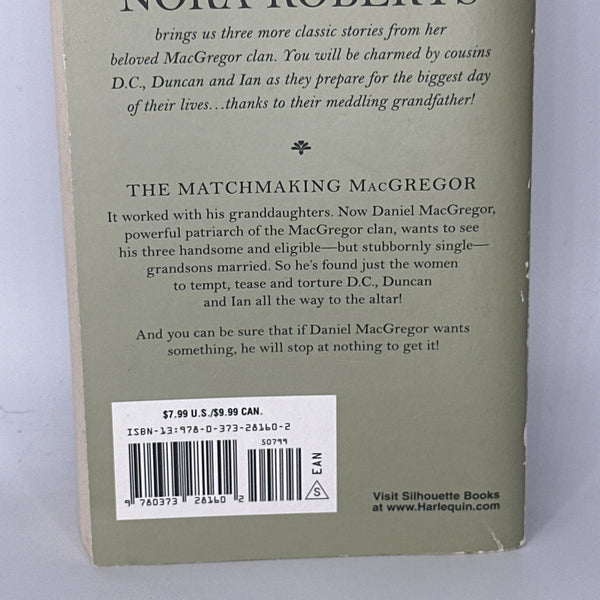 NORA ROBERTS
brings us three more classic stories from her
beloved MacGregor clan. You will be charmed by cousins
D.C., Duncan and Ian as they prepare for the biggest day
of their lives...thanks to their meddling grandfather!
THE MATCHMAKING MACGREGOR
It worked with his granddaughters. Now Daniel MacGregor,
powerful patriarch of the MacGregor clan, wants to see
his three handsome and eligible—but stubbornly single—
grandsons married. So he's found just the women
to tempt, tease and torture D.C., Duncan
and Ian all the way to the altar!
And you can be sure that if Daniel MacGregor wants
something, he will stop at nothing to get it!
$7.99 U.S./$9.99 CAN.
ISBN-13:978-0-373-28160-2
50799
EAN
S
9 780373 28160 2
Visit Silhouette Books
at www.Harlequin.com